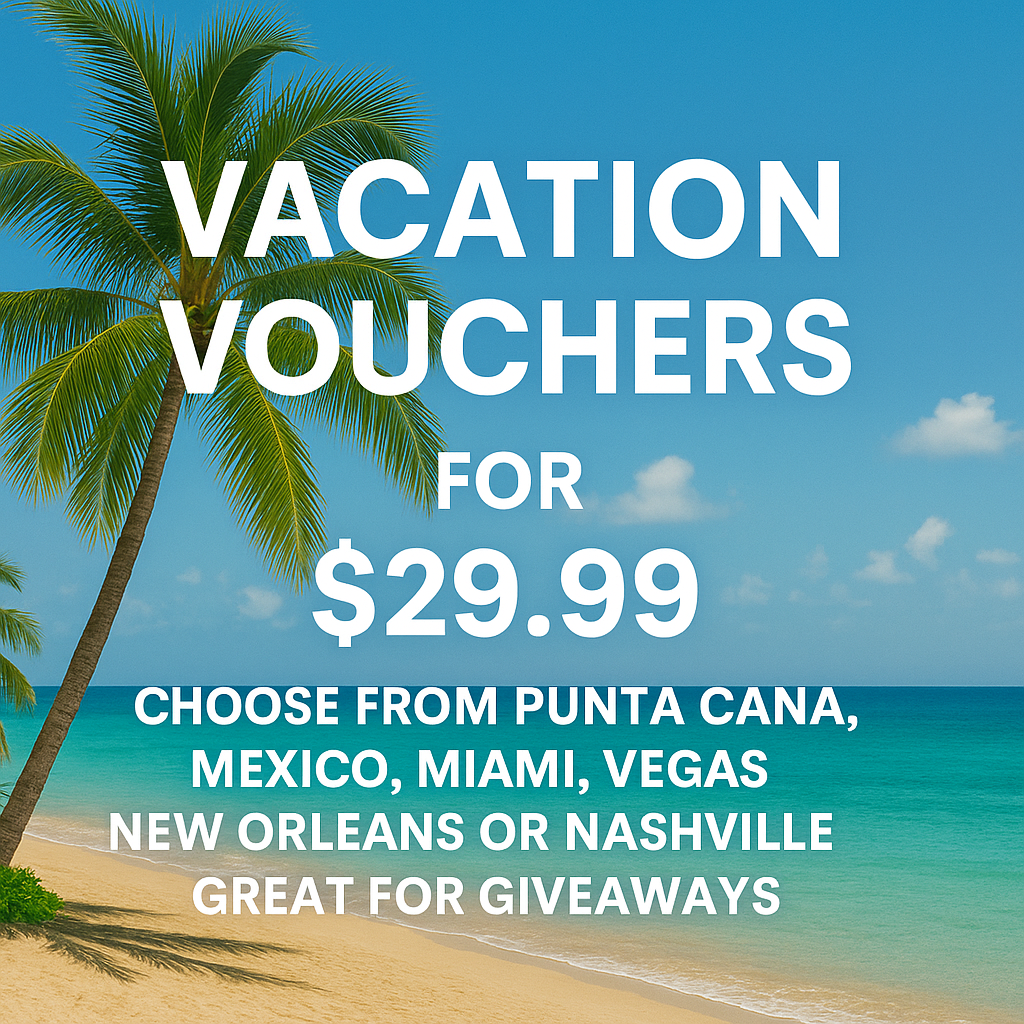 VACATION
VOUCHERS
FOR
$29.99
CHOOSE FROM PUNTA CANA,
MEXICO, MIAMI, VEGAS
NEW ORLEANS OR NASHVILLE
GREAT FOR GIVEAWAYS